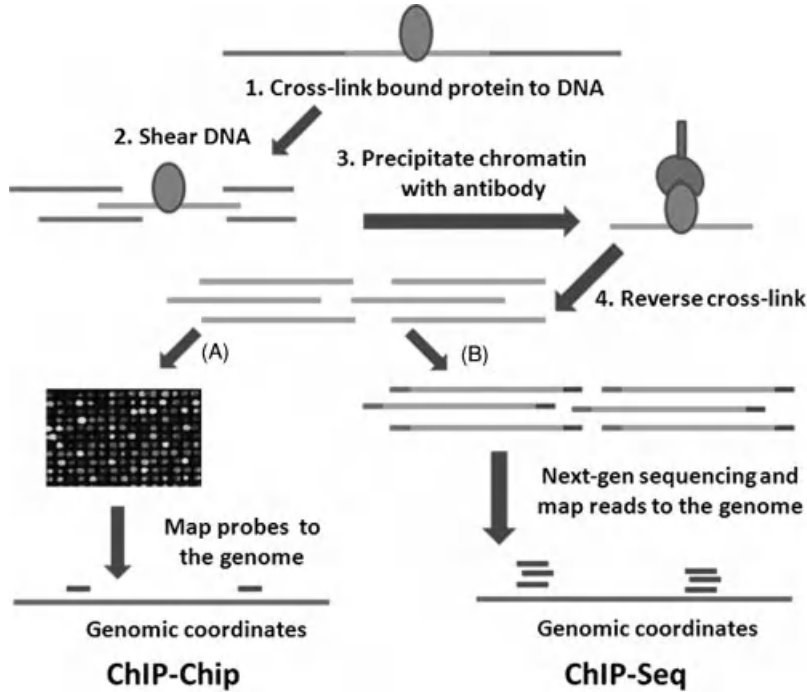 1. Cross-link bound protein to DNA
2. Shear DNA
3. Precipitate chromatin
with antibody
4. Reverse cross-link
(A)
(B)
Map probes to
the genome
Genomic coordinates
ChIP-Chip
Next-gen sequencing and
map reads to the genome
Genomic coordinates
ChIP-Seq